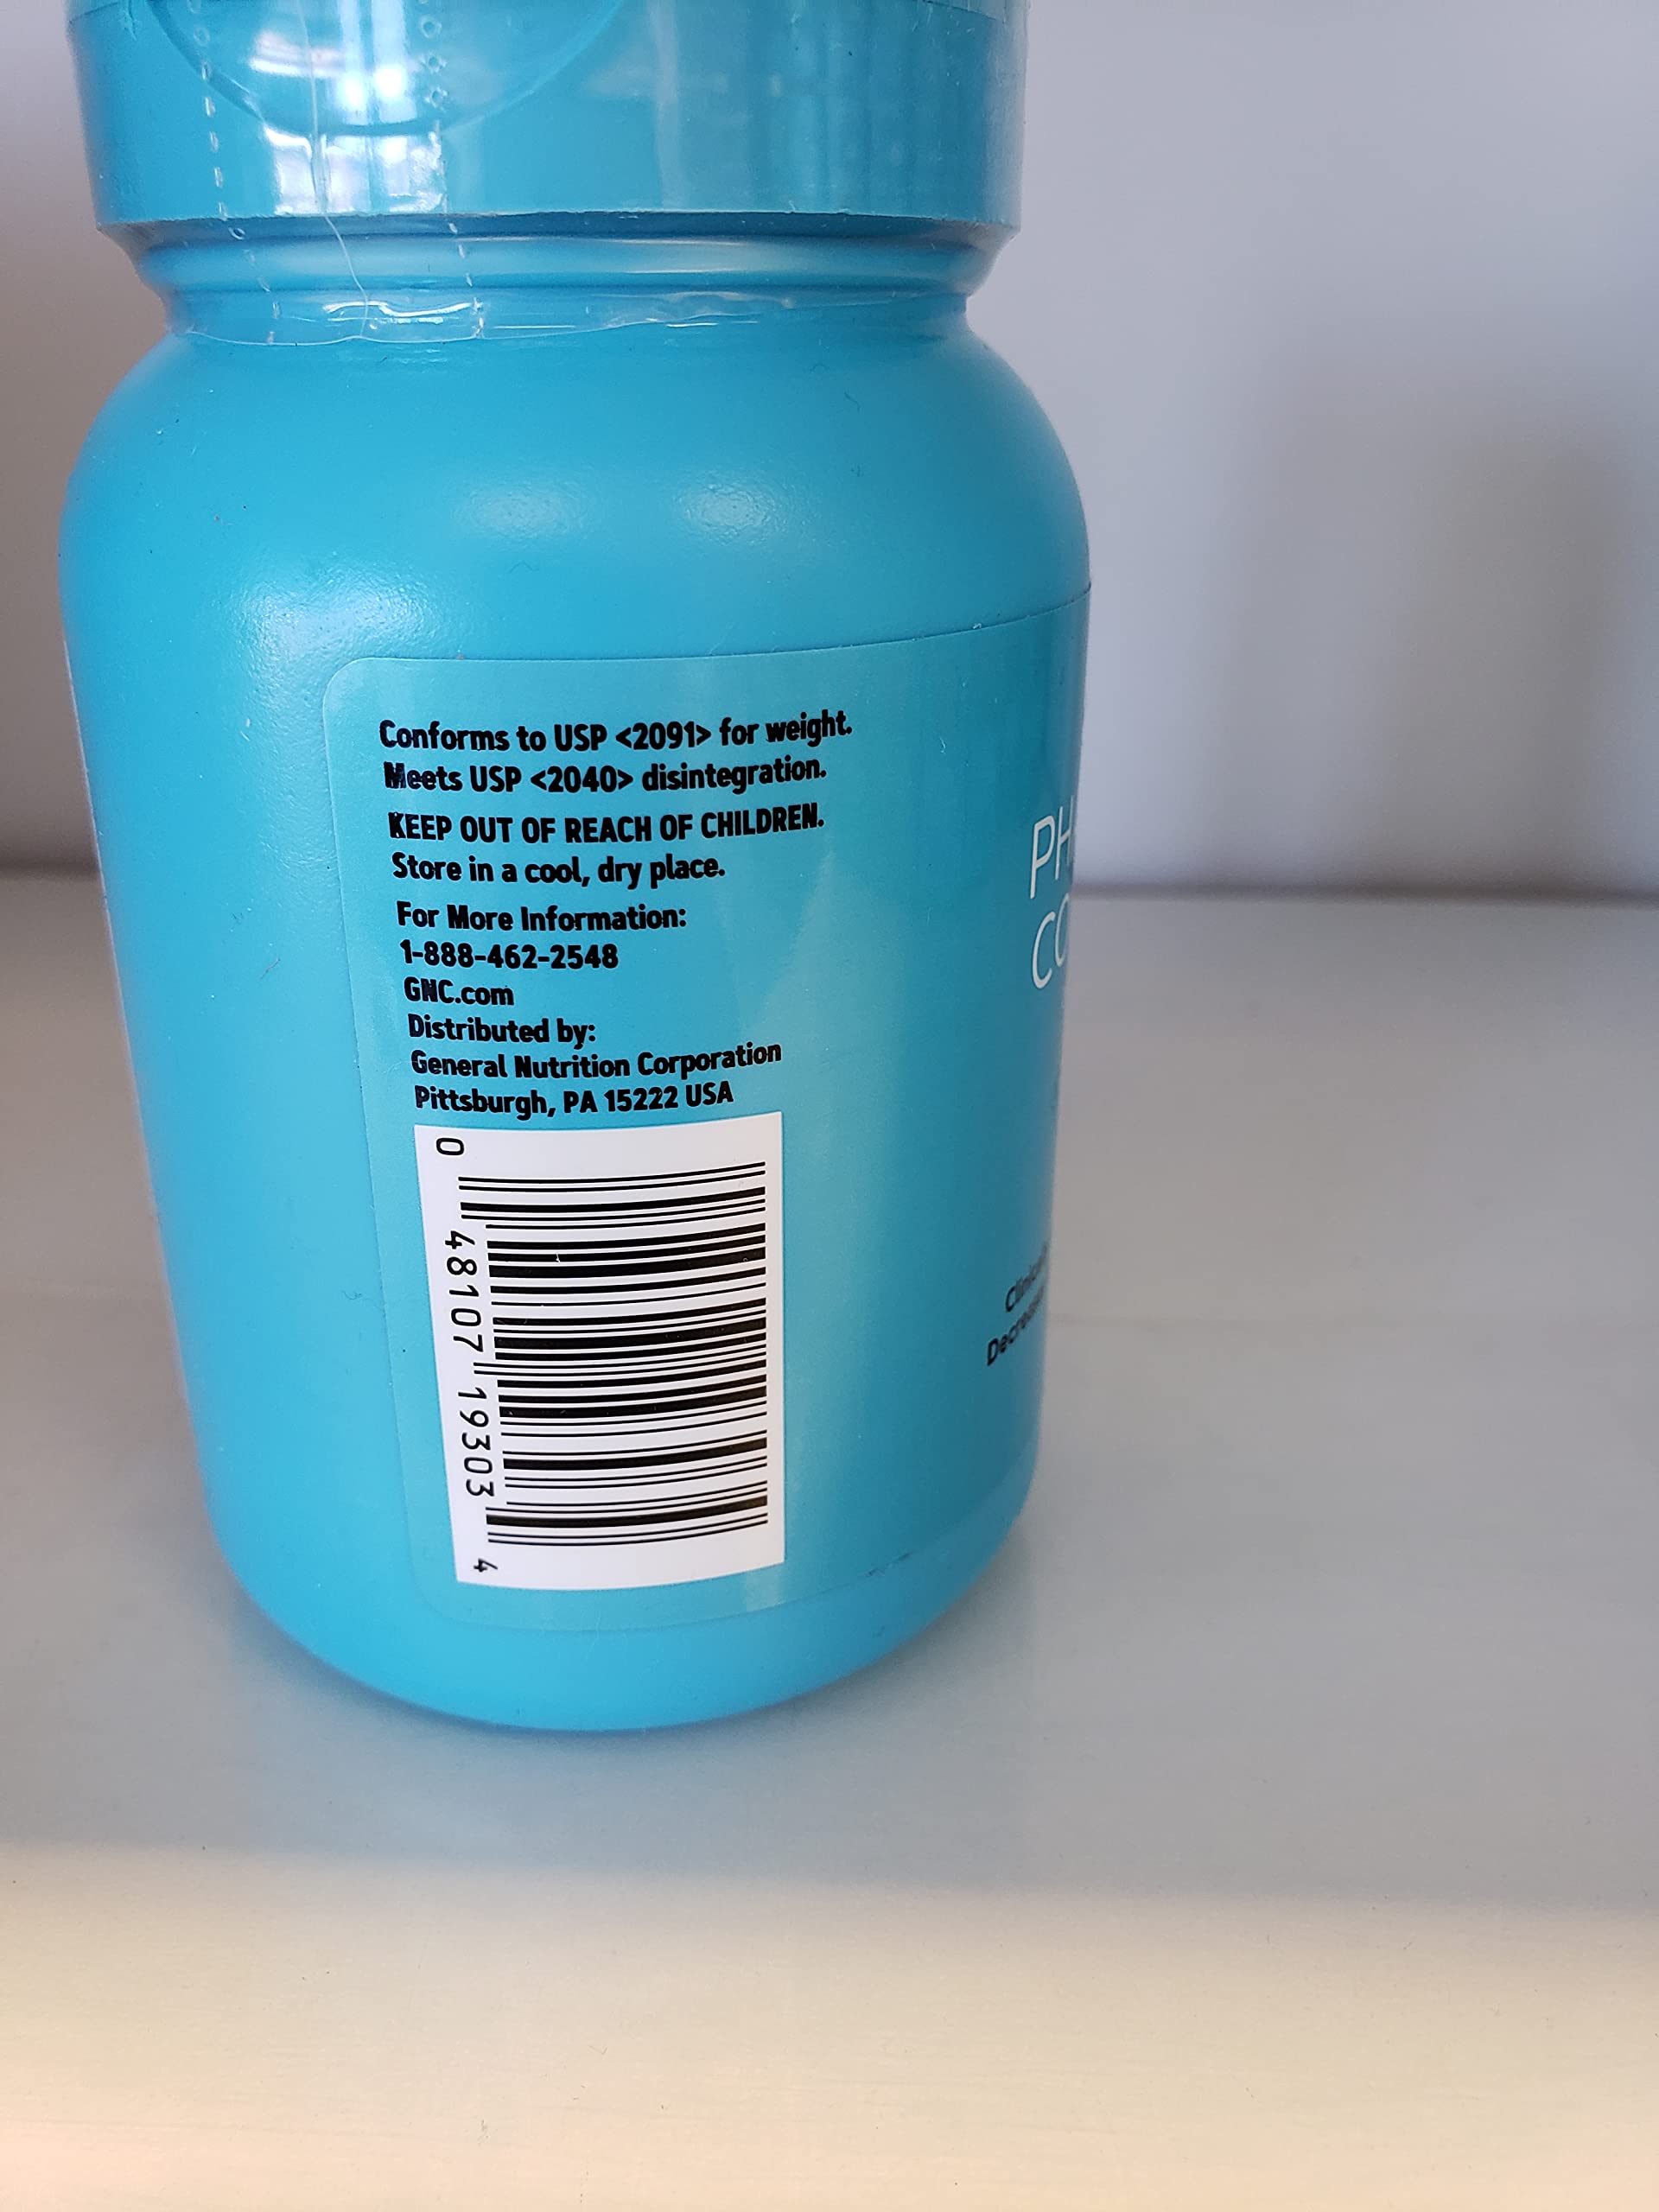 Conforms to USP <2091> for weight.
Meets USP <2040> disintegration.
KEEP OUT OF REACH OF CHILDREN.
Store in a cool, dry place.
For More Information:
1-888-462-2548
GNC.com
Distributed by:
General Nutrition Corporation
Pittsburgh, PA 15222 USA
0 48107 19303 4
PH
CO